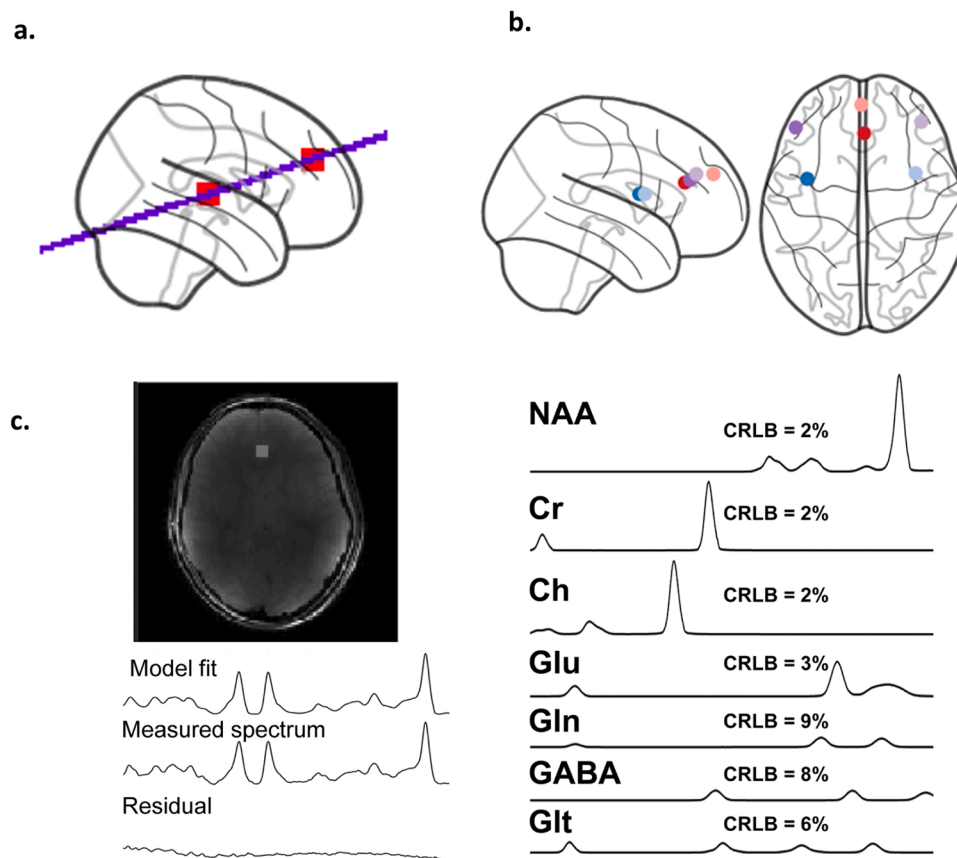 a.
b.
c.
Model fit
Measured spectrum
Residual
NAA
CRLB = 2%
Cr
CRLB = 2%
Ch
CRLB = 2%
Glu
CRLB = 3%
Gln
CRLB = 9%
GABA
CRLB = 8%
Glt
CRLB = 6%